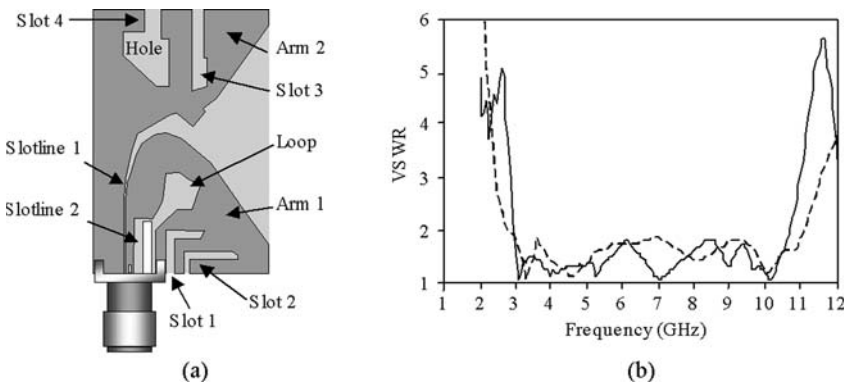 Slot 4
Hole
Arm 2
Slot 3
Slotline 1
Loop
Slotline 2
Arm 1
Slot 2
Slot 1
(a)
6
5
4
3
2
1
VSWR
1 2 3 4 5 6 7 8 9 10 11 12
Frequency (GHz)
(b)